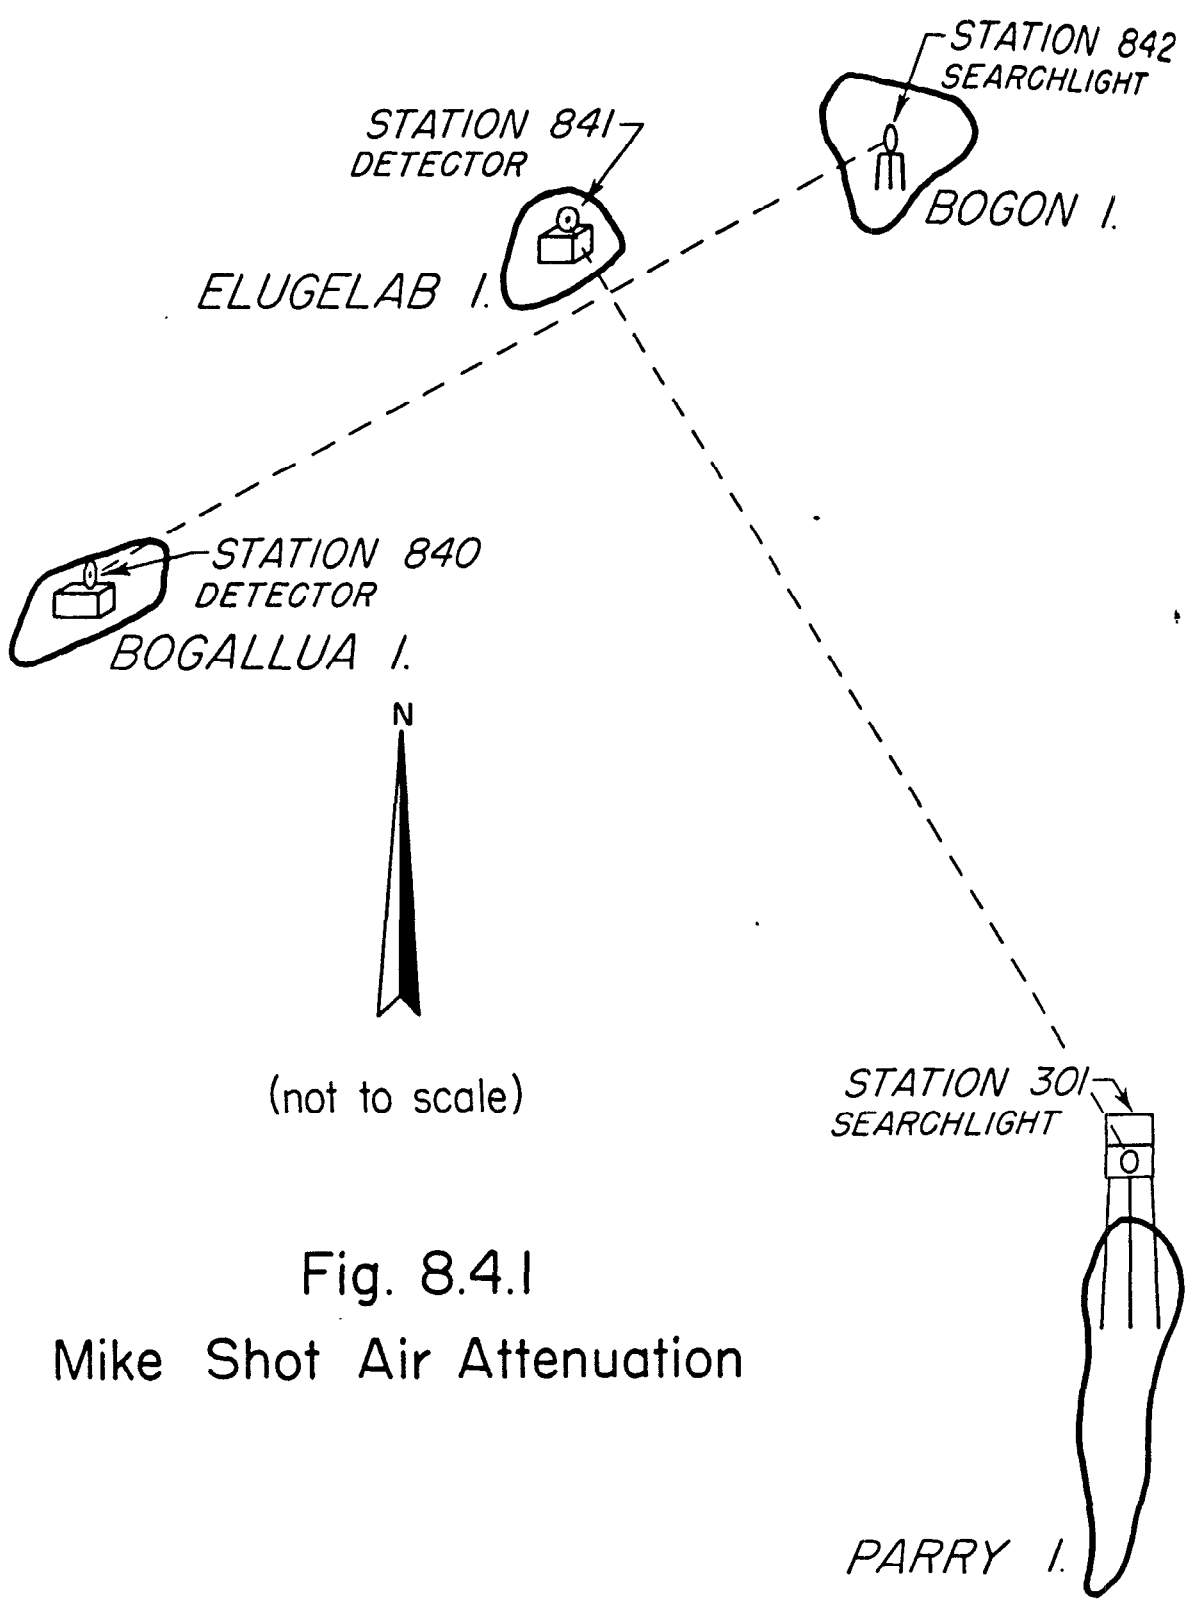 STATION 842
SEARCHLIGHT
STATION 841
DETECTOR
BOGON I.
ELUGELAB I.
STATION 840
DETECTOR
BOGALLUA I.
N
(not to scale)
STATION 301
SEARCHLIGHT
Fig. 8.4.1
Mike Shot Air Attenuation
PARRY I.